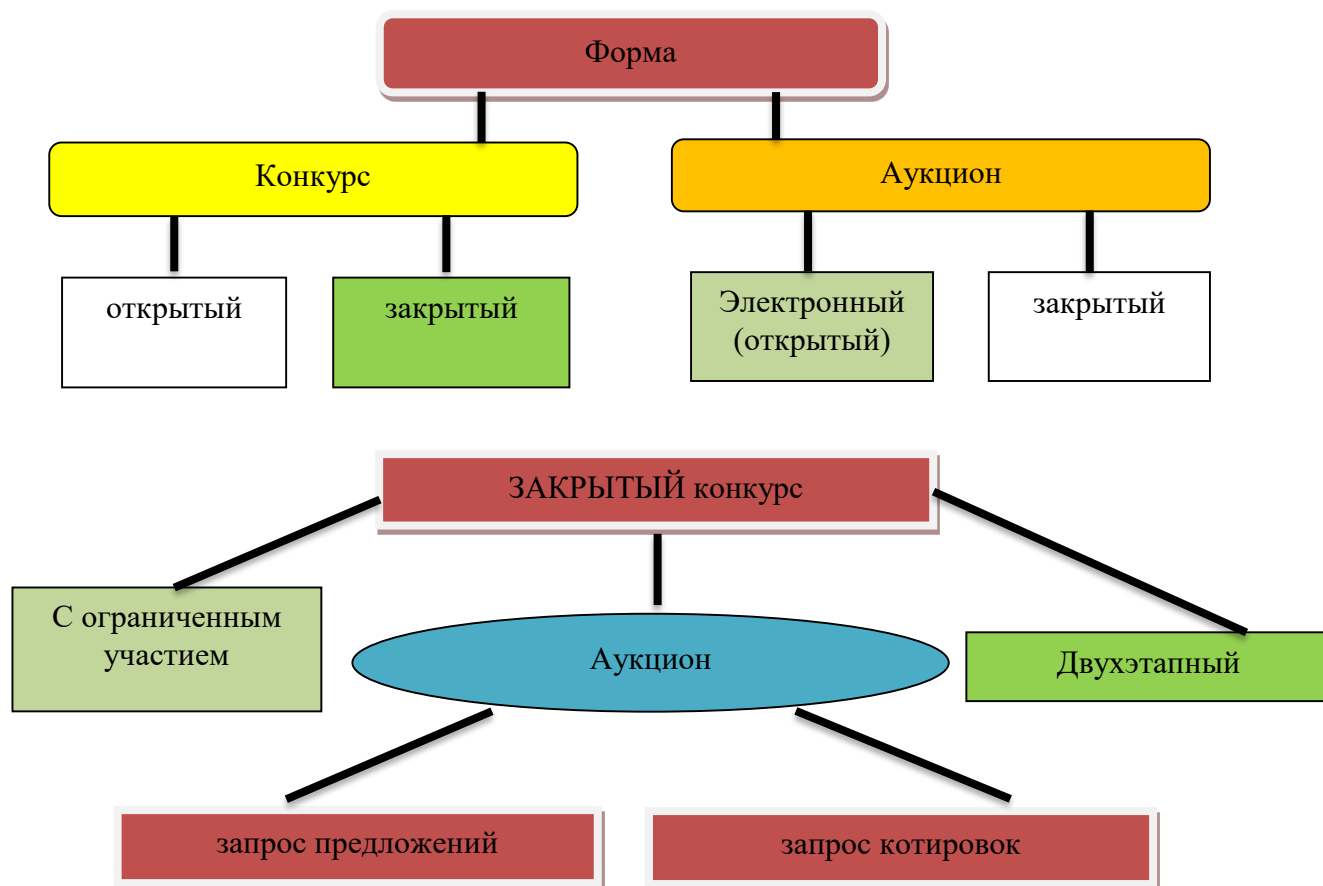 Форма
Конкурс
Аукцион
открытый
закрытый
Электронный
(открытый)
закрытый
ЗАКРЫТЫЙ конкурс
С ограниченным
участием
Аукцион
Двухэтапный
запрос предложений
запрос котировок